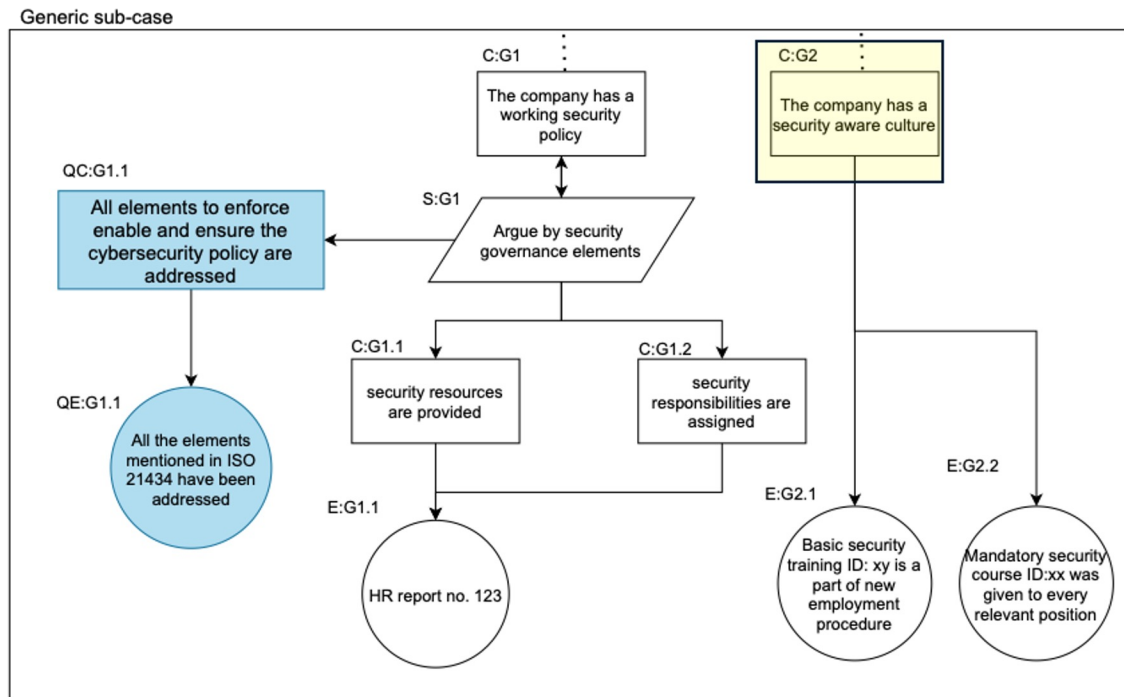 Generic sub-case
C:G1
The company has a
working security
policy
C:G2
The company has a
security aware culture
QC:G1.1
All elements to enforce
enable and ensure the
cybersecurity policy are
addressed
S:G1
Argue by security
governance elements
C:G1.1
security resources
are provided
C:G1.2
security
responsibilities are
assigned
QE:G1.1
All the elements
mentioned in ISO
21434 have been
addressed
E:G1.1
HR report no. 123
E:G2.1
Basic security
training ID: xy is a
part of new
employment
procedure
E:G2.2
Mandatory security
course ID:xx was
given to every
relevant position